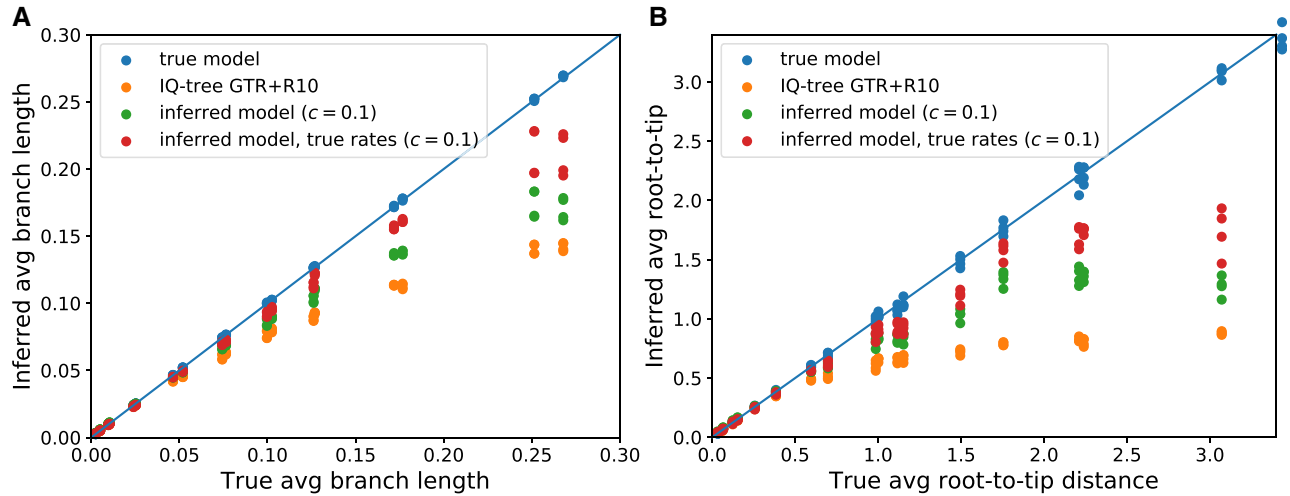 A
Inferred avg branch length
0.30
0.25
0.20
0.15
0.10
0.05
0.00
true model
IQ-tree GTR+R10
inferred model (c = 0.1)
inferred model, true rates (c = 0.1)
0.00 0.05 0.10 0.15 0.20 0.25 0.30
True avg branch length
B
Inferred avg root-to-tip
3.0
2.5
2.0
1.5
1.0
0.5
0.0
true model
IQ-tree GTR+R10
inferred model (c = 0.1)
inferred model, true rates (c = 0.1)
0.0 0.5 1.0 1.5 2.0 2.5 3.0
True avg root-to-tip distance